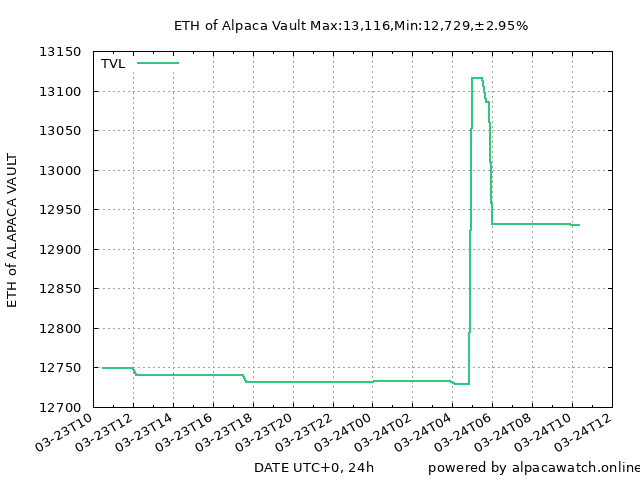 ETH of Alpaca Vault Max:13,116,Min:12,729,±2.95%
TVL
13150
13100
13050
13000
12950
12900
12850
12800
12750
12700
ETH of ALAPACA VAULT
03-23T10
03-23T12
03-23T14
03-23T16
03-23T18
03-23T20
03-23T22
03-24T00
03-24T02
03-24T04
03-24T06
03-24T08
03-24T10
03-24T12
DATE UTC+0, 24h
powered by alpacawatch.online